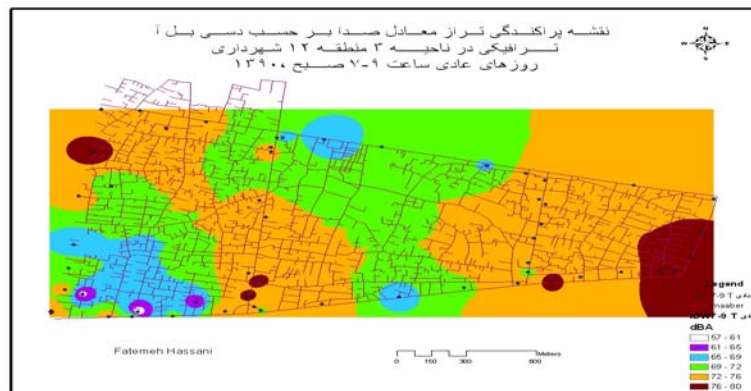 نقشه پراکندگی تراز معادل صدا بر حسب دسی بل آ
ترافیکی در ناحیه ۳ منطقه ۱۲ شهرداری
روزهای عادی ساعت ۹-۷ صبح ،۱۳۹۰
N
W
E
S
Legend
IDW7-9 T
dBA
57 - 61
61 - 65
65 - 69
69 - 72
72 - 76
76 - 80
Fatemeh Hassani
Meters
0 150 300 600